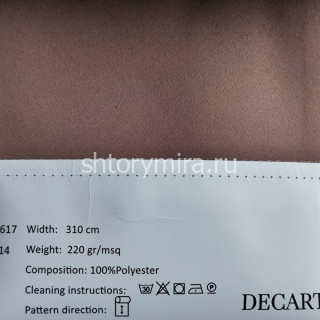 shtorymira.ru
617 Width: 310 cm
14 Weight: 220 gr/msq
Composition: 100%Polyester
Cleaning instructions: 30
Pattern direction:
DECART